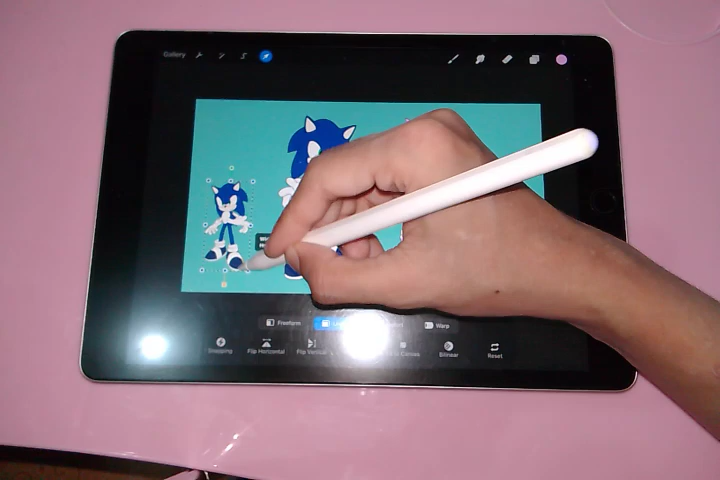 Gallery
Freeform
Warp
Snapping
Flip Horizontal
Flip Vertical
Bilinear
Reset